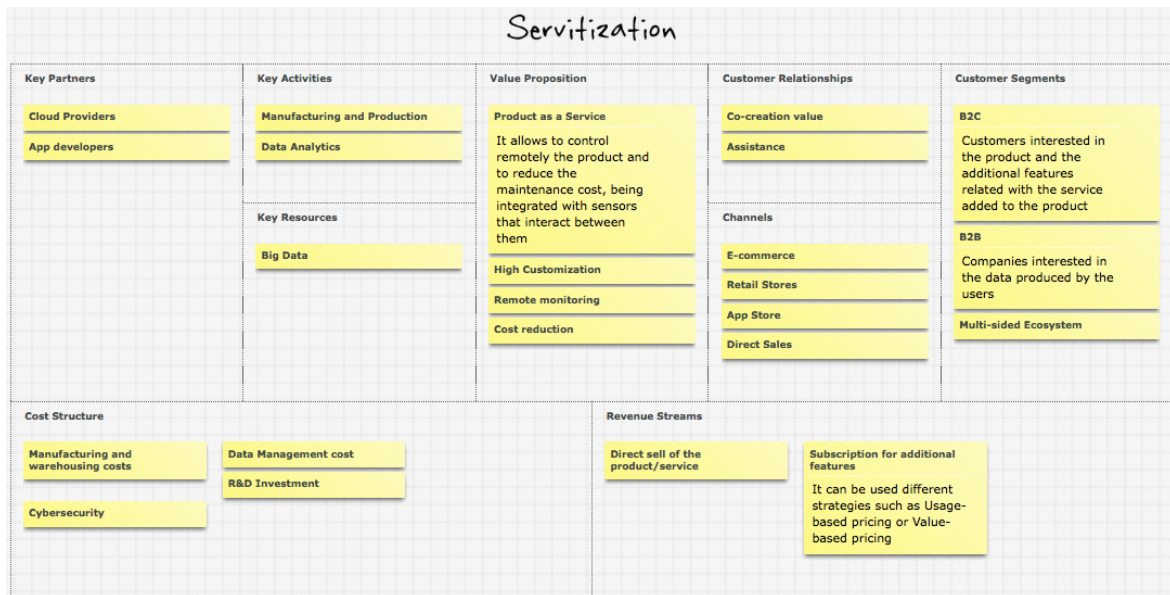 Servitization
Key Partners
Cloud Providers
App developers
Key Activities
Manufacturing and Production
Data Analytics
Key Resources
Big Data
Value Proposition
Product as a Service
It allows to control
remotely the product and
to reduce the
maintenance cost, being
integrated with sensors
that interact between
them
High Customization
Remote monitoring
Cost reduction
Customer Relationships
Co-creation value
Assistance
Channels
E-commerce
Retail Stores
App Store
Direct Sales
Customer Segments
B2C
Customers interested in
the product and the
additional features
related with the service
added to the product
B2B
Companies interested in
the data produced by the
users
Multi-sided Ecosystem
Cost Structure
Manufacturing and
warehousing costs
Cybersecurity
Data Management cost
R&D Investment
Revenue Streams
Direct sell of the
product/service
Subscription for additional
features
It can be used different
strategies such as Usage-
based pricing or Value-
based pricing